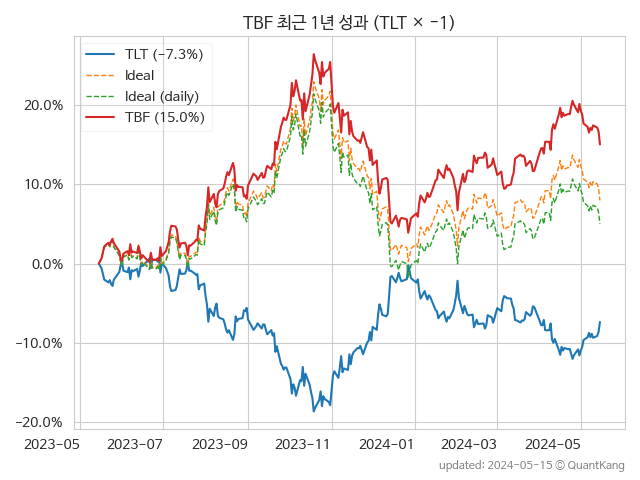 TBF 최근 1년 성과 (TLT × −1)
TLT (−7.3%)
Ideal
Ideal (daily)
TBF (15.0%)
20.0%
10.0%
0.0%
−10.0%
−20.0%
2023-05 2023-07 2023-09 2023-11 2024-01 2024-03 2024-05
updated: 2024-05-15 ⓒ QuantKang